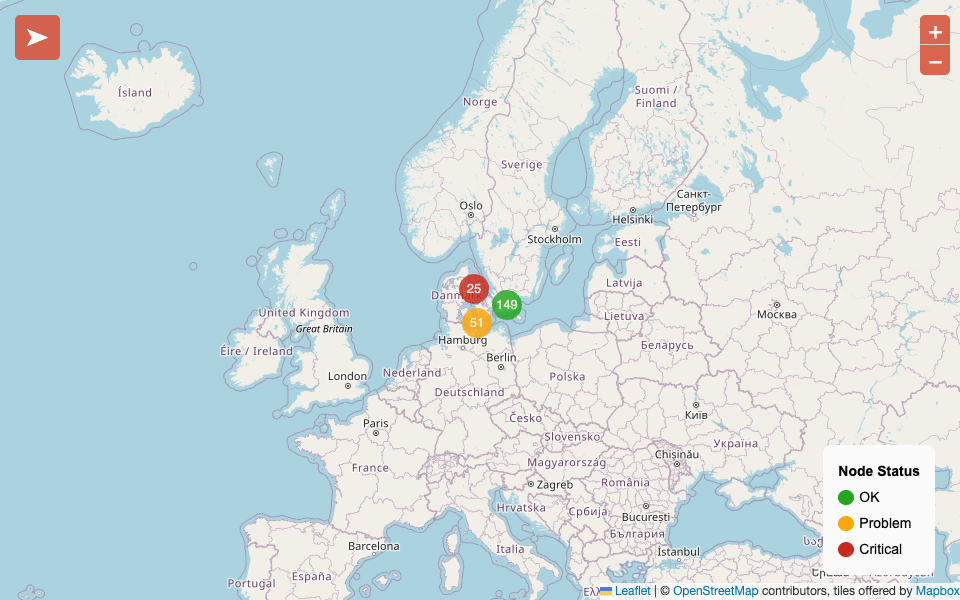 +
−
Ísland
Norge
Suomi /
Finland
Sverige
Санкт-
Петербург
Oslo
Helsinki
Stockholm
Eesti
Latvija
Danmark
25
149
51
United Kingdom
Great Britain
Lietuva
Москва
Hamburg
Беларусь
Éire / Ireland
Berlin
Nederland
London
Polska
Deutschland
Київ
Paris
Česko
Slovensko
Україна
Chișinău
France
Magyarország
România
Zagreb
Hrvatska
Србија
București
България
Barcelona
Italia
İstanbul
España
Portugal
Node Status
OK
Problem
Critical
Leaflet | © OpenStreetMap contributors, tiles offered by Mapbox